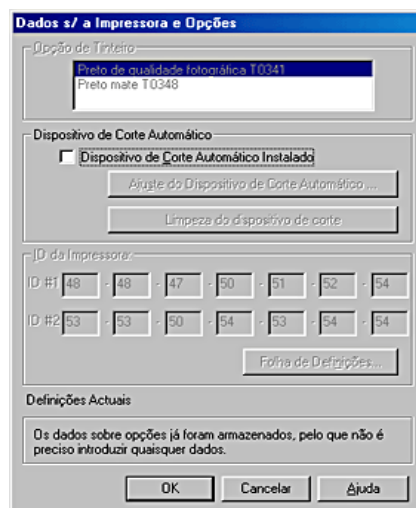 Dados s/ a Impressora e Opções
Opção de Tinteiro
Preto de qualidade fotográfica T0341
Preto mate T0348
Dispositivo de Corte Automático
Dispositivo de Corte Automático Instalado
Ajuste do Dispositivo de Corte Automático ...
Limpeza do dispositivo de corte
ID da Impressora:
ID #1 48 - 48 - 47 - 50 - 51 - 52 - 54
ID #2 53 - 53 - 50 - 54 - 53 - 54 - 54
Folha de Definições...
Definições Actuais
Os dados sobre opções já foram armazenados, pelo que não é
preciso introduzir quaisquer dados.
OK Cancelar Ajuda